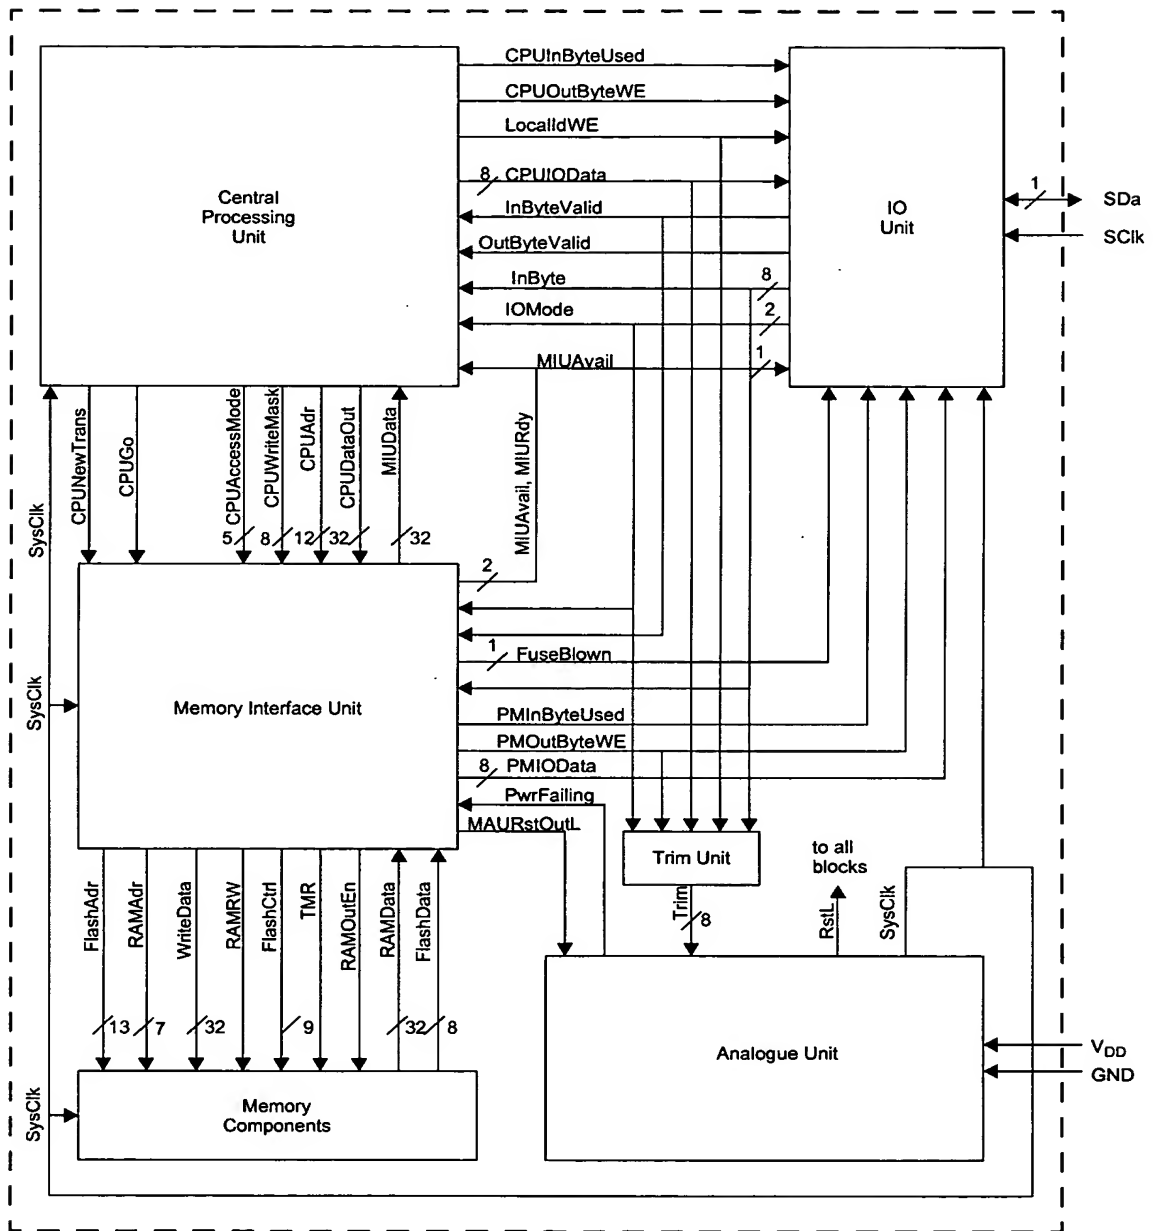 CPUInByteUsed
CPUOutByteWE
LocalIdWE
8 CPUIOData
InByteValid
OutByteValid
InByte 8
IOMode 2
MIUAvail 1
Central
Processing
Unit
IO
Unit
1 SDa
SClk
CPUNewTrans
CPUGo
CPUAccessMode
CPUWriteMask
CPUAdr
CPUDataOut
MIUData
5 8 12 32 32
MIUAvail, MIURdy
SysClk
2
1 FuseBlown
PMInByteUsed
PMOutByteWE
8 PMIOData
PwrFailing
MAURstOutL
Memory Interface Unit
SysClk
Trim Unit
to all
blocks
Trim
8
RstL
SysClk
FlashAdr
RAMAdr
WriteData
RAMRW
FlashCtrl
TMR
RAMOutEn
RAMData
FlashData
13 7 32 9 32 8
Analogue Unit
VDD
GND
Memory
Components
SysClk